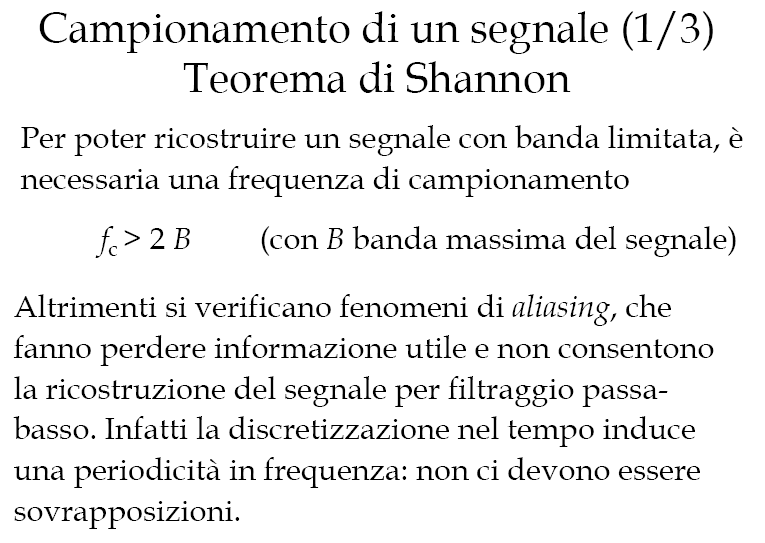 Campionamento di un segnale (1/3)
Teorema di Shannon
Per poter ricostruire un segnale con banda limitata, è
necessaria una frequenza di campionamento
fc > 2 B (con B banda massima del segnale)
Altrimenti si verificano fenomeni di aliasing, che
fanno perdere informazione utile e non consentono
la ricostruzione del segnale per filtraggio passa-
basso. Infatti la discretizzazione nel tempo induce
una periodicità in frequenza: non ci devono essere
sovrapposizioni.